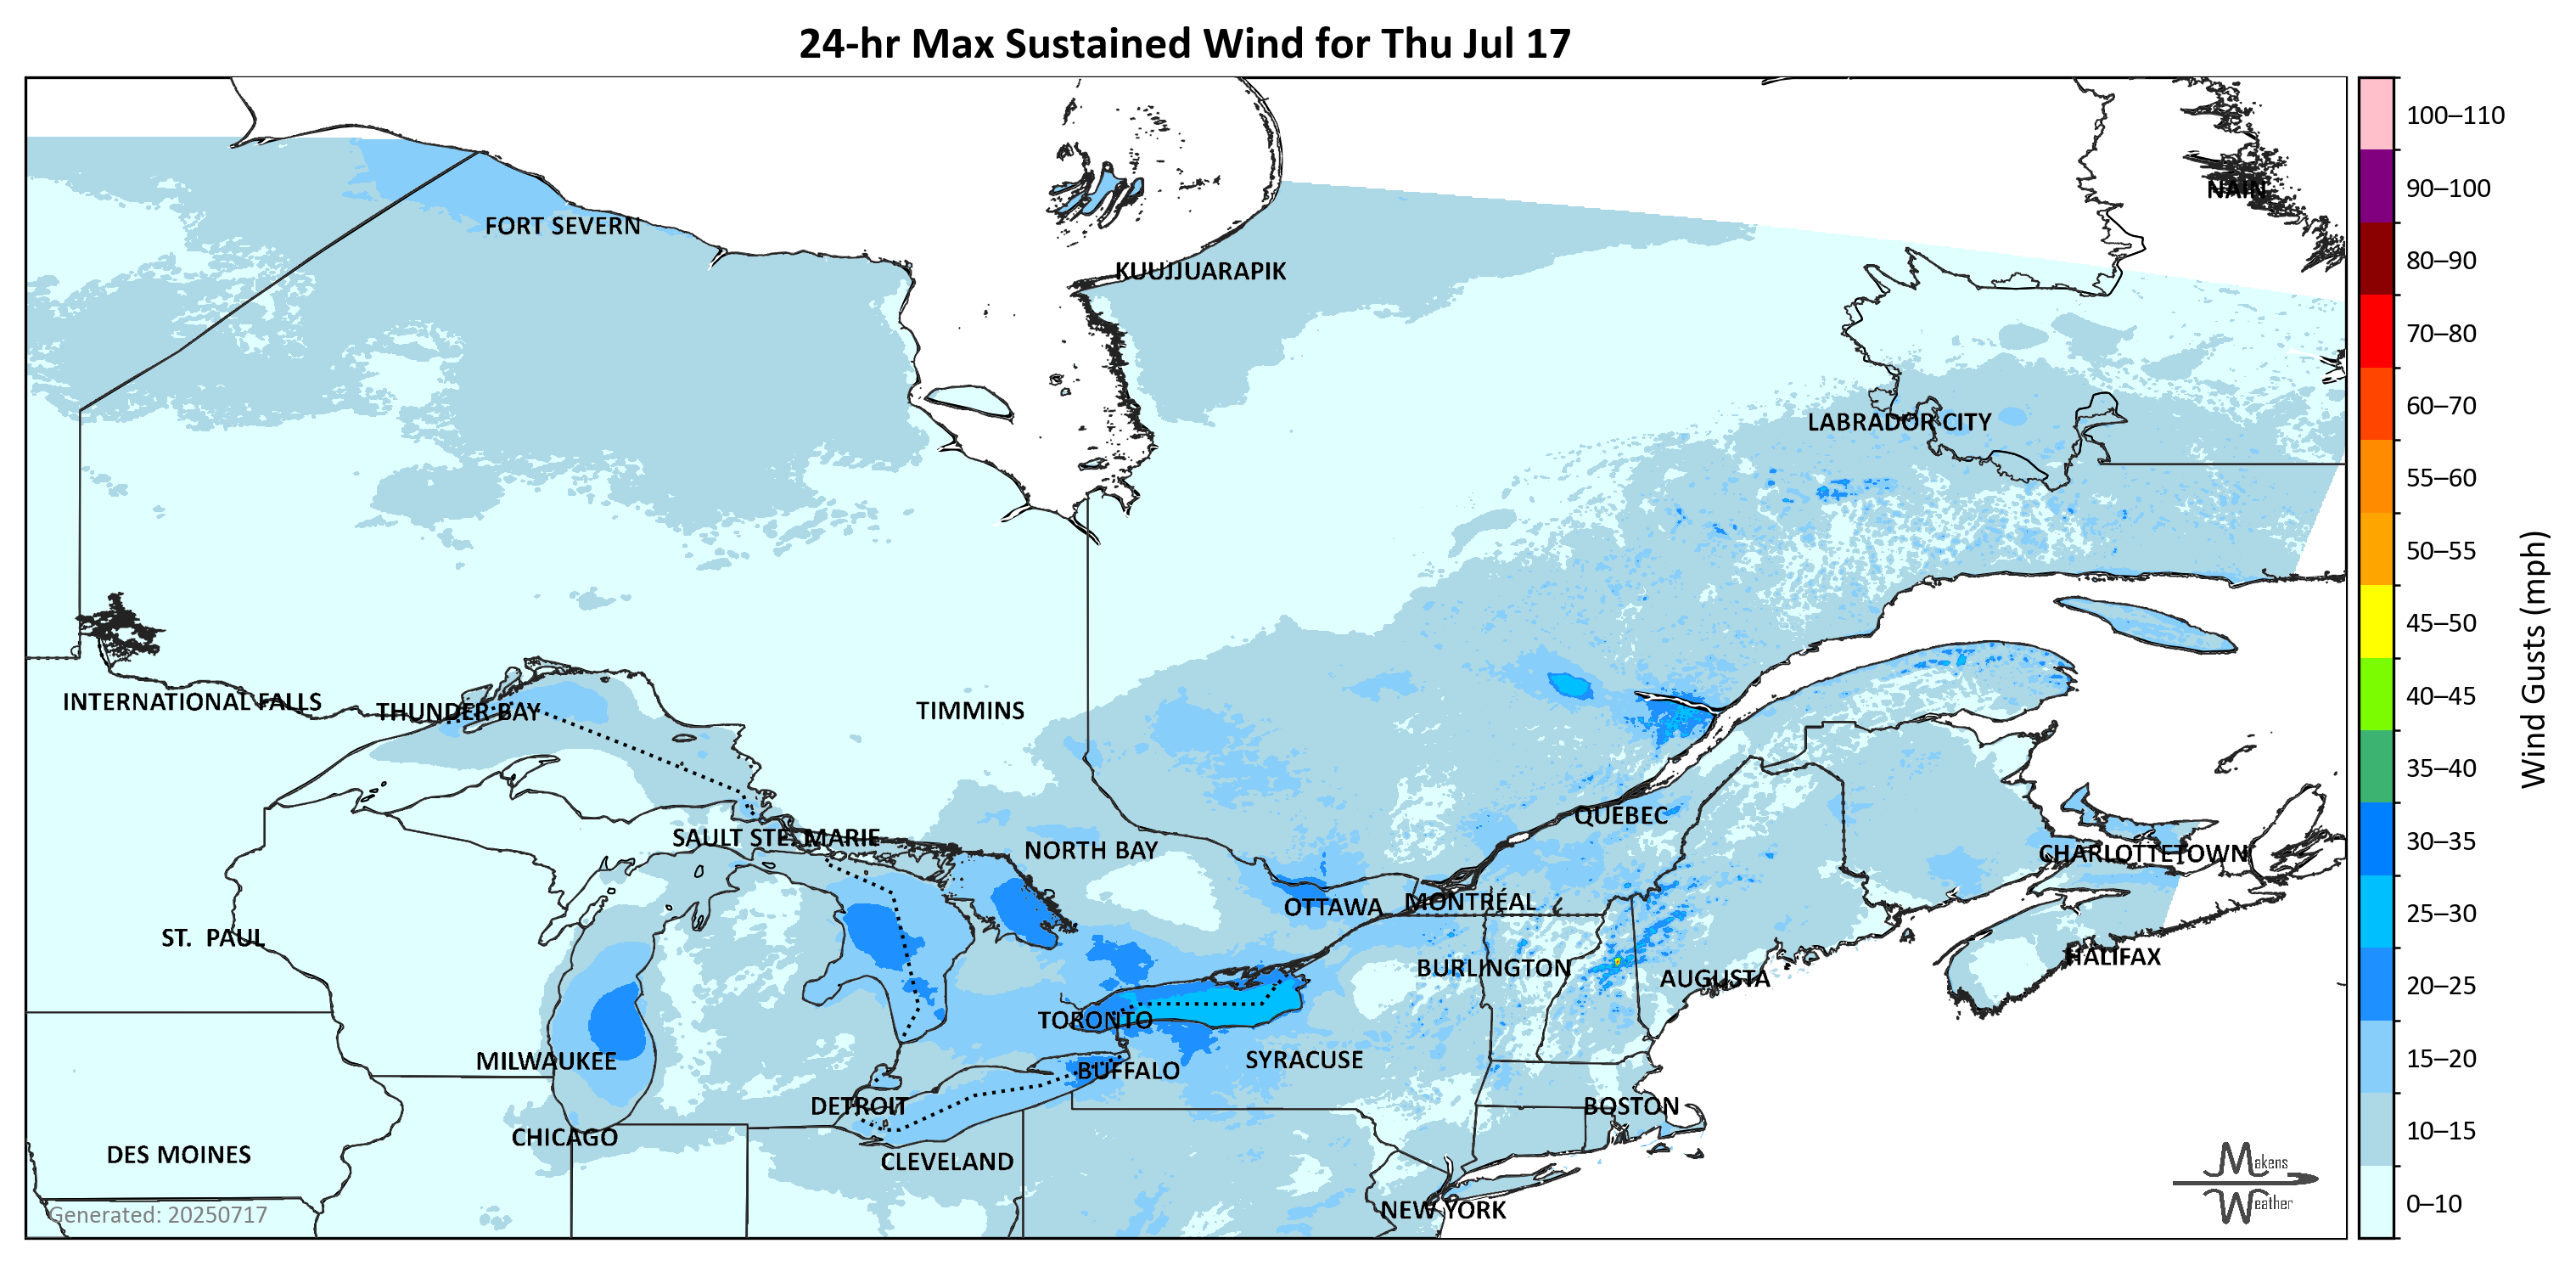 24-hr Max Sustained Wind for Thu Jul 17
NAIN
FORT SEVERN
KUUJJUARAPIK
LABRADOR CITY
INTERNATIONAL FALLS
THUNDER BAY
TIMMINS
QUEBEC
SAULT STE. MARIE
NORTH BAY
CHARLOTTETOWN
OTTAWA
MONTRÉAL
ST. PAUL
HALIFAX
BURLINGTON
AUGUSTA
TORONTO
MILWAUKEE
SYRACUSE
BUFFALO
DETROIT
BOSTON
CHICAGO
DES MOINES
CLEVELAND
NEW YORK
Generated: 20250717
Makens
Weather
100–110
90–100
80–90
70–80
60–70
55–60
50–55
45–50
40–45
35–40
30–35
25–30
20–25
15–20
10–15
0–10
Wind Gusts (mph)